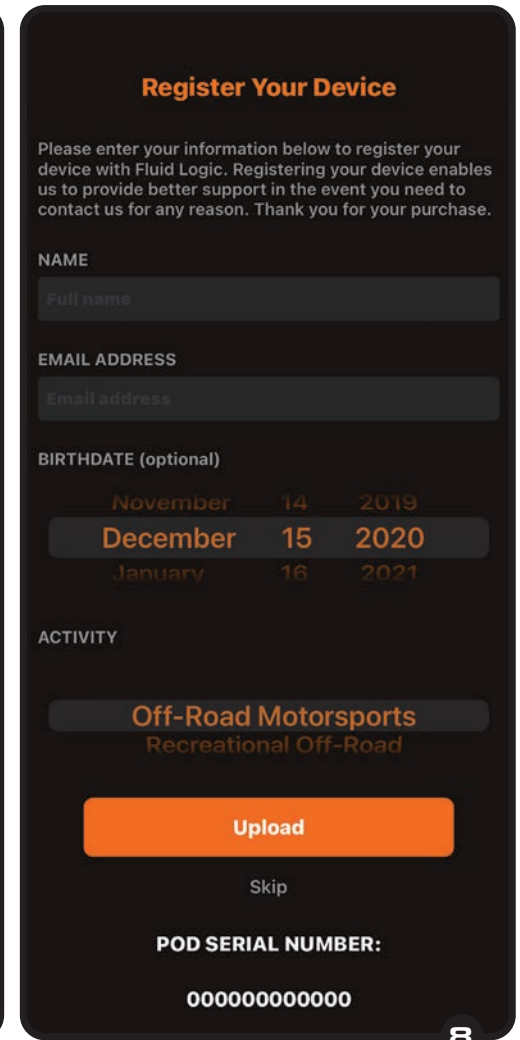 Register Your Device
Please enter your information below to register your
device with Fluid Logic. Registering your device enables
us to provide better support in the event you need to
contact us for any reason. Thank you for your purchase.
NAME
Full name
EMAIL ADDRESS
Email address
BIRTHDATE (optional)
November 14 2019
December 15 2020
January 16 2021
ACTIVITY
Off-Road Motorsports
Recreational Off-Road
Upload
Skip
POD SERIAL NUMBER:
000000000000
8